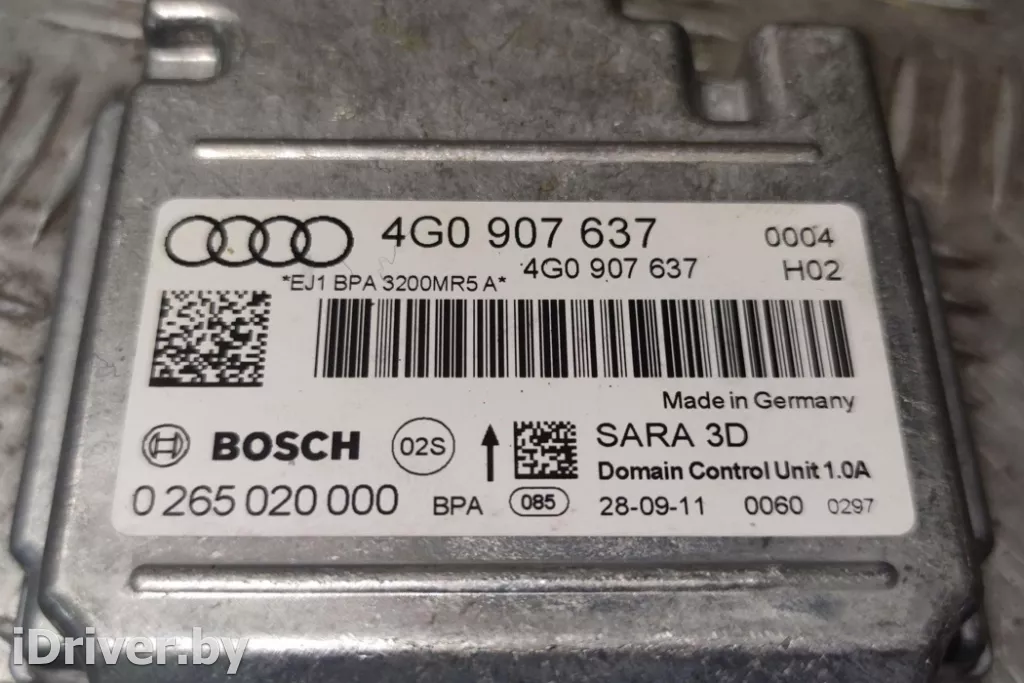 4G0 907 637 0004
4G0 907 637 H02
*EJ1 BPA 3200MR5 A*
Made in Germany
BOSCH 02S SARA 3D
Domain Control Unit 1.0A
0 265 020 000 BPA 085 28-09-11 0060 0297
iDriver.by